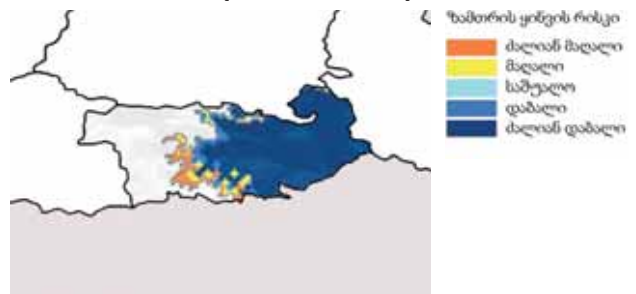 ზამთრის ყინვის რისკი
ძალიან მაღალი
მაღალი
საშუალო
დაბალი
ძალიან დაბალი